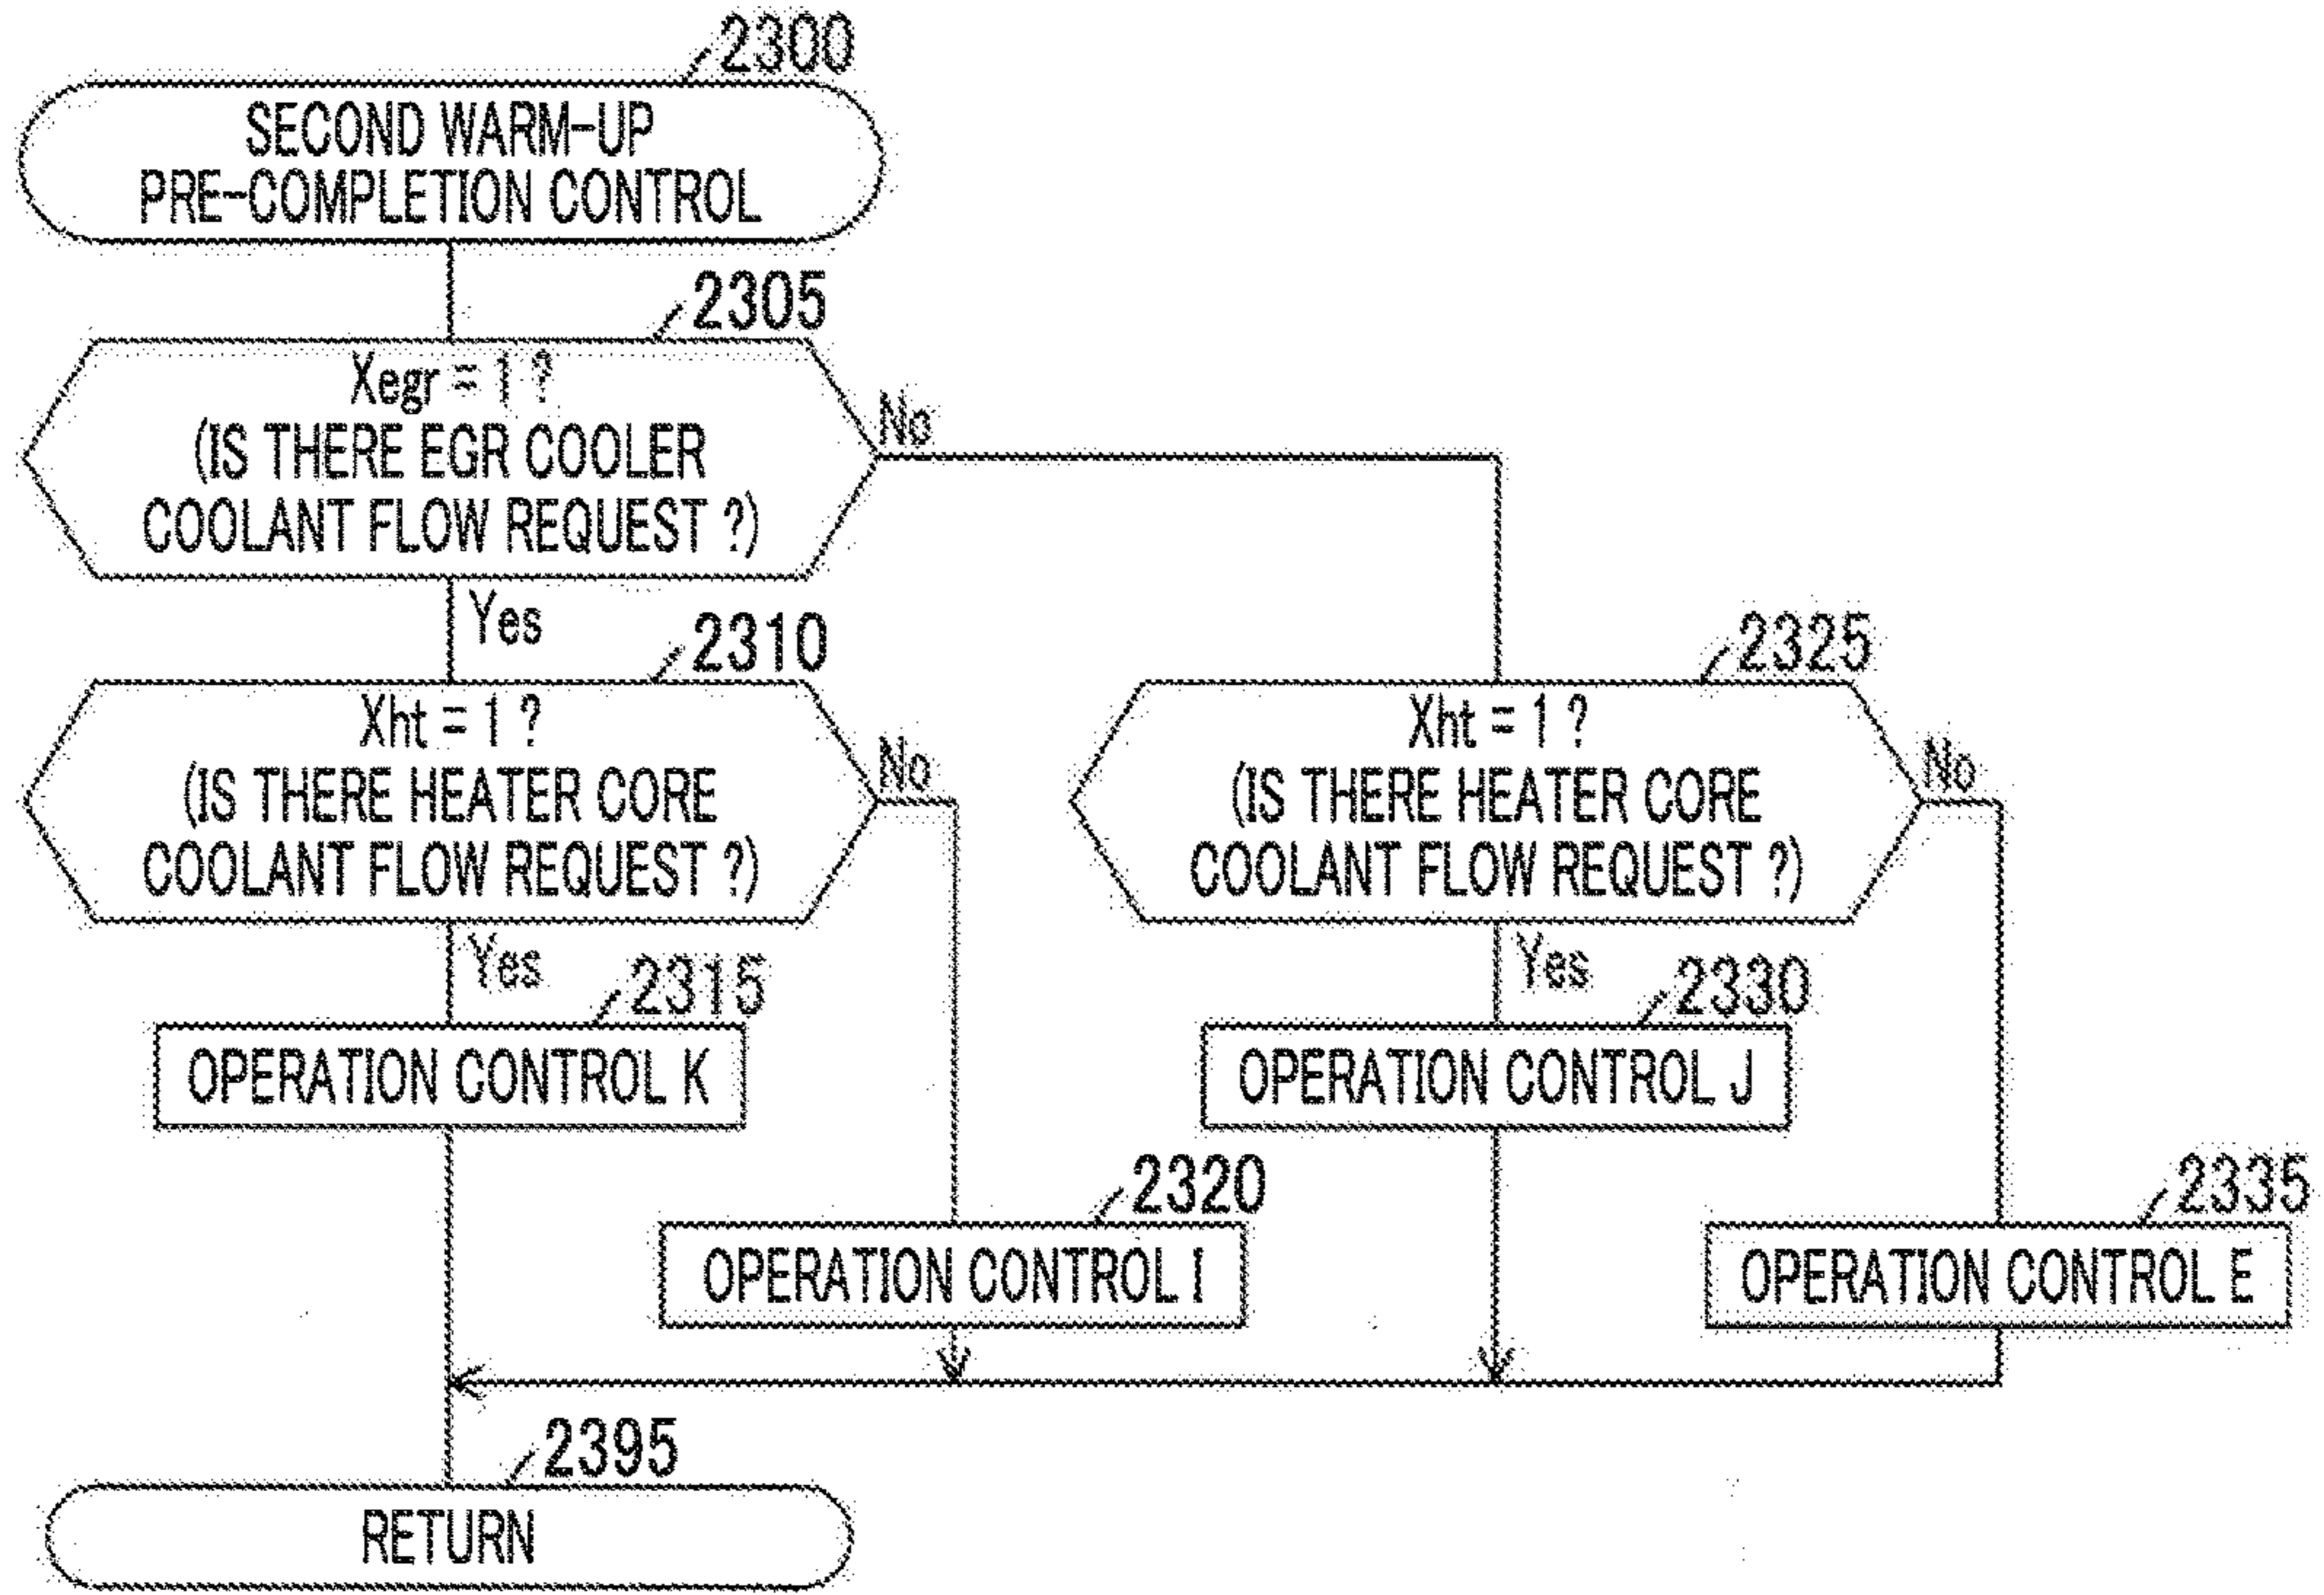 2300
SECOND WARM-UP
PRE-COMPLETION CONTROL
2305
Xegr = 1 ?
(IS THERE EGR COOLER
COOLANT FLOW REQUEST ?)
No
Yes
2310
Xht = 1 ?
(IS THERE HEATER CORE
COOLANT FLOW REQUEST ?)
No
2325
Xht = 1 ?
(IS THERE HEATER CORE
COOLANT FLOW REQUEST ?)
No
Yes
2315
OPERATION CONTROL K
Yes
2330
OPERATION CONTROL J
2320
OPERATION CONTROL I
2335
OPERATION CONTROL E
2395
RETURN